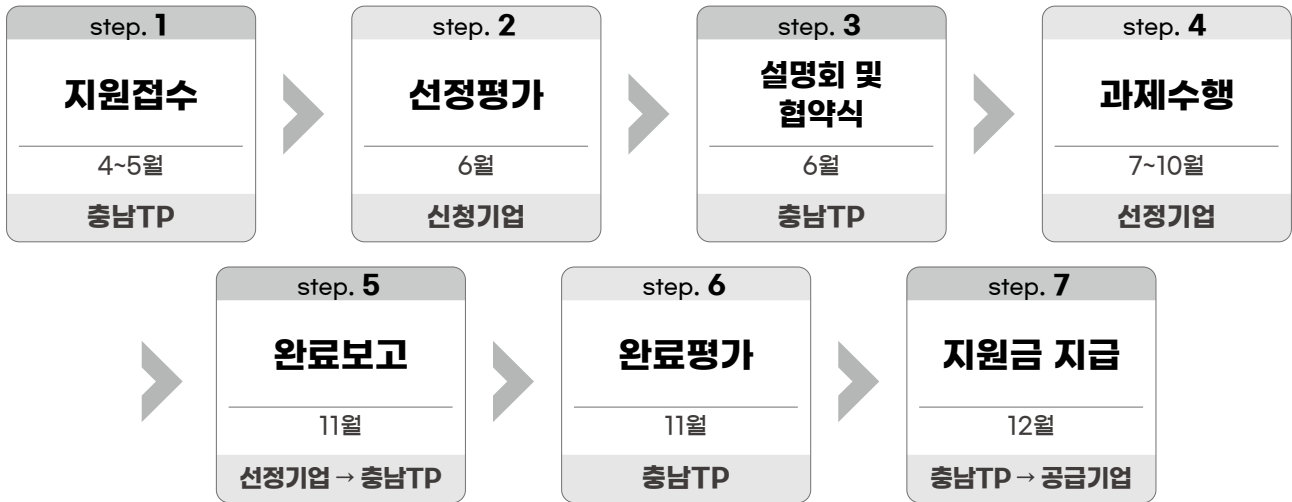 step. 1
지원접수
4~5월
충남TP
step. 2
선정평가
6월
신청기업
step. 3
설명회 및
협약식
6월
충남TP
step. 4
과제수행
7~10월
선정기업
step. 5
완료보고
11월
선정기업 → 충남TP
step. 6
완료평가
11월
충남TP
step. 7
지원금 지급
12월
충남TP → 공급기업